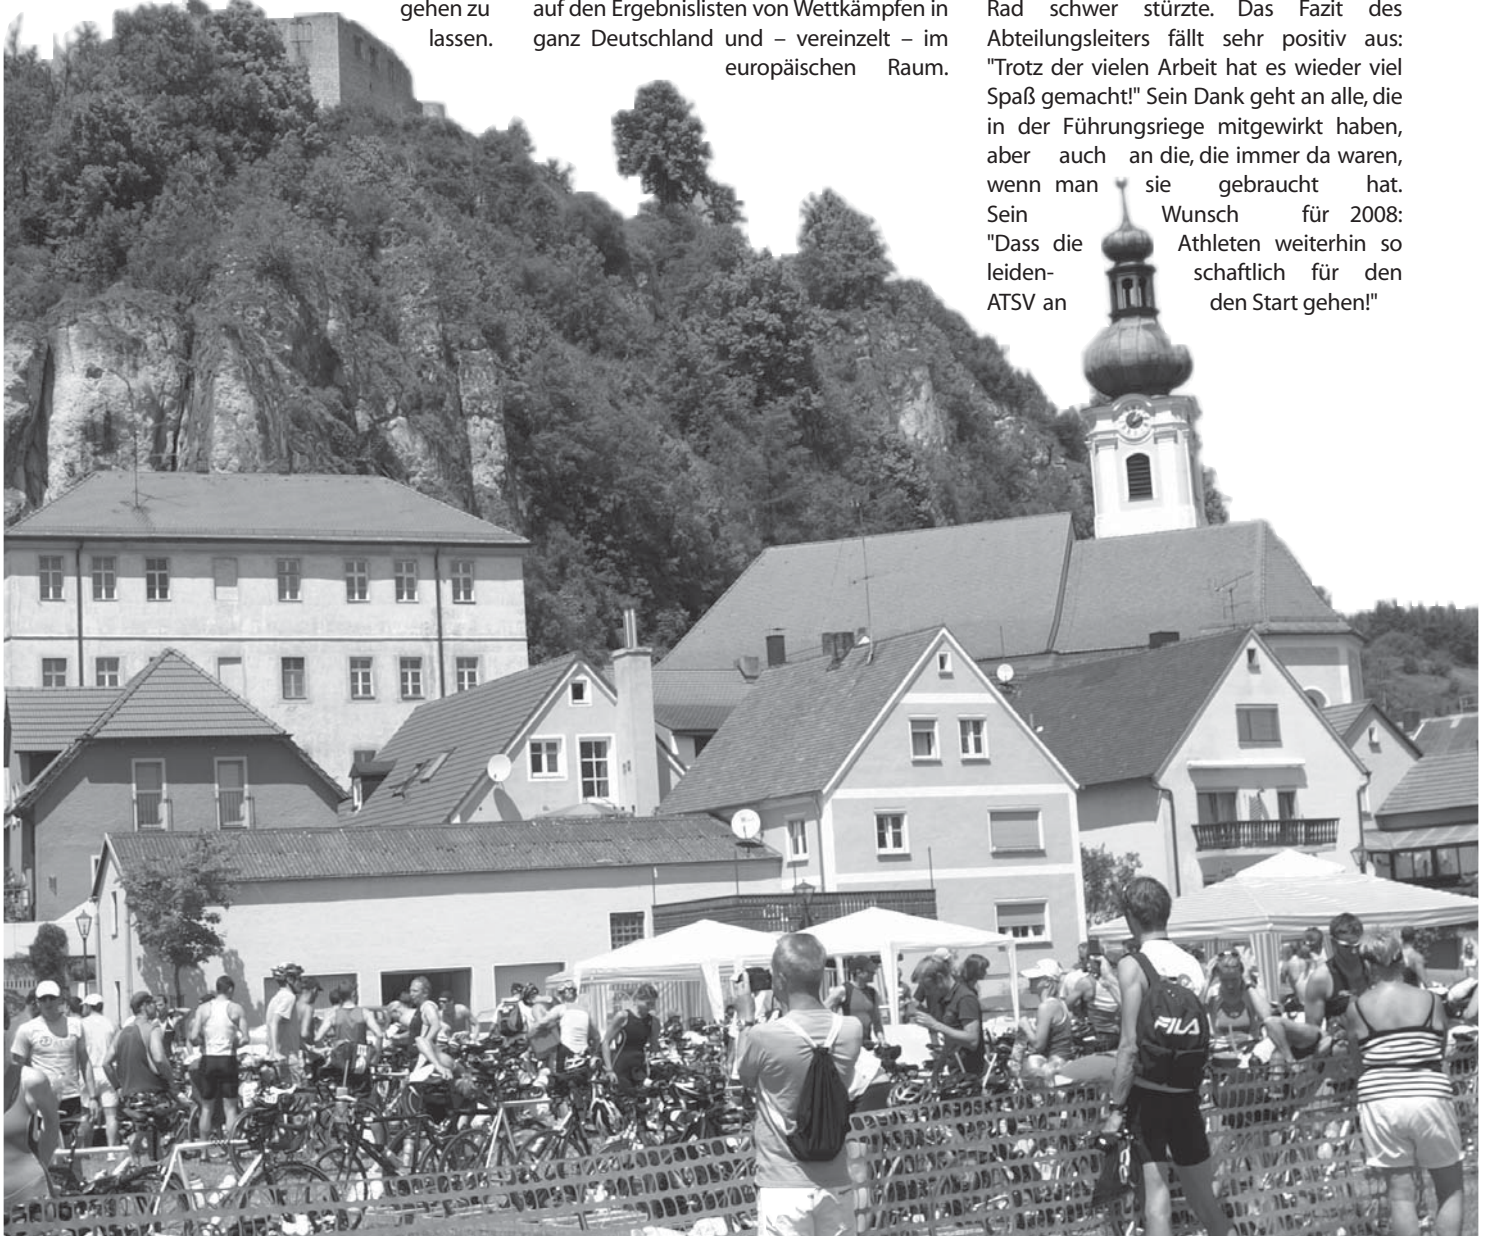 gehen zu
lassen.
auf den Ergebnislisten von Wettkämpfen in
ganz Deutschland und – vereinzelt – im
europäischen Raum.
Rad schwer stürzte. Das Fazit des
Abteilungsleiters fällt sehr positiv aus:
"Trotz der vielen Arbeit hat es wieder viel
Spaß gemacht!" Sein Dank geht an alle, die
in der Führungsriege mitgewirkt haben,
aber auch an die, die immer da waren,
wenn man sie gebraucht hat.
Sein Wunsch für 2008:
"Dass die Athleten weiterhin so
leiden- schaftlich für den
ATSV an den Start gehen!"
FILA